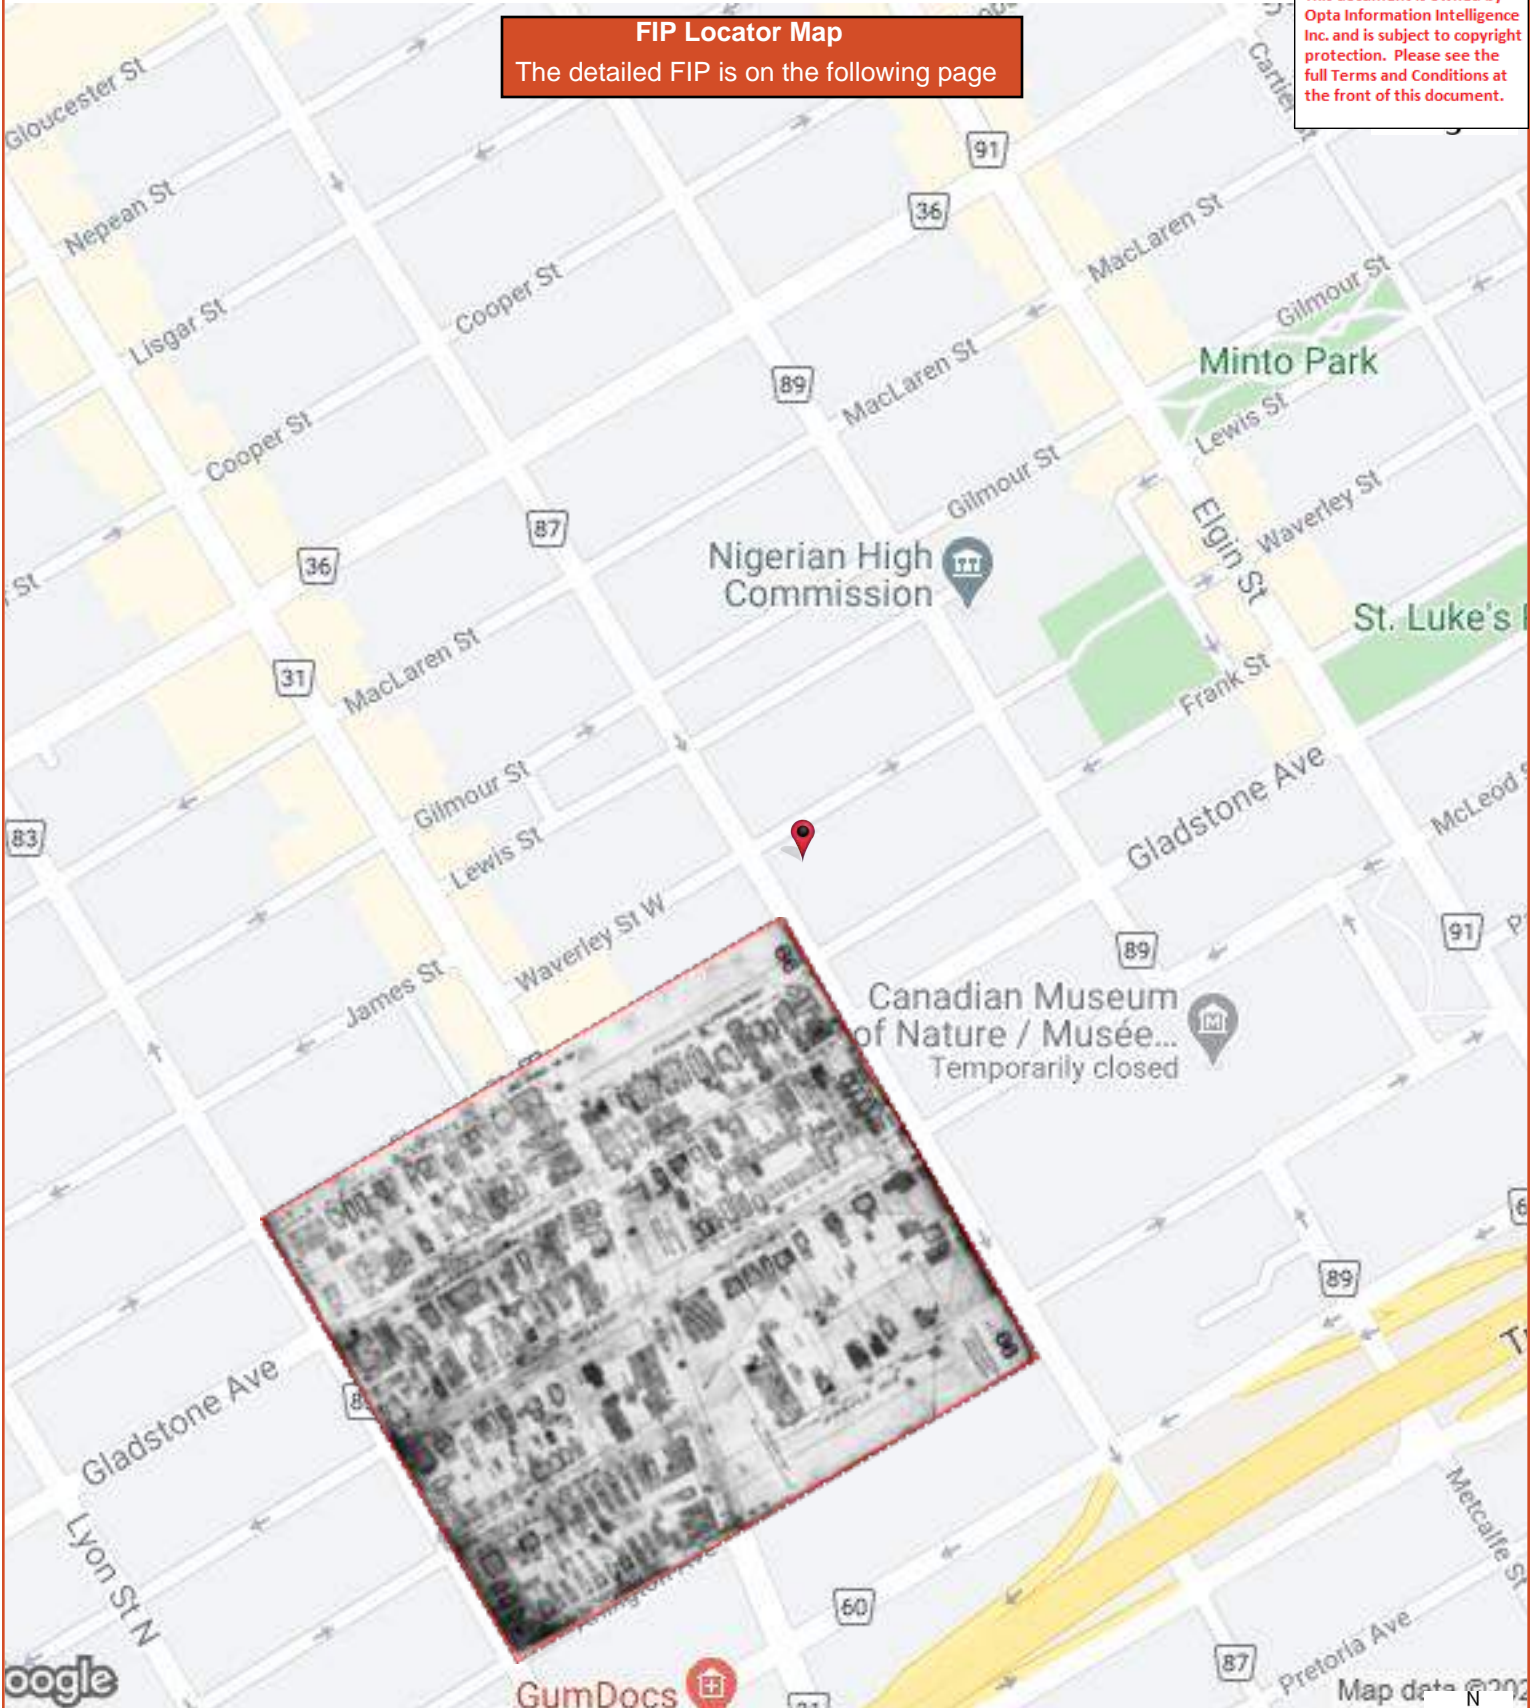 FIP Locator Map
The detailed FIP is on the following page
Opta Information Intelligence
Inc. and is subject to copyright
protection. Please see the
full Terms and Conditions at
the front of this document.
Gloucester St
Nepean St
Lisgar St
Cooper St
Cooper St
91
36
MacLaren St
Gilmour St
Minto Park
Lewis St
89
MacLaren St
Gilmour St
Waverley St
Elgin St
87
36
St
Nigerian High
Commission
St. Luke's
31
MacLaren St
Frank St
Gladstone Ave
McLeod
Gilmour St
83
Lewis St
Waverley St W
James St
89
91
Canadian Museum
of Nature / Musée...
Temporarily closed
89
Gladstone Ave
Lyon St N
Metcalfe St
60
87
Pretoria Ave
oogle
GumDocs
Map data ©202
N